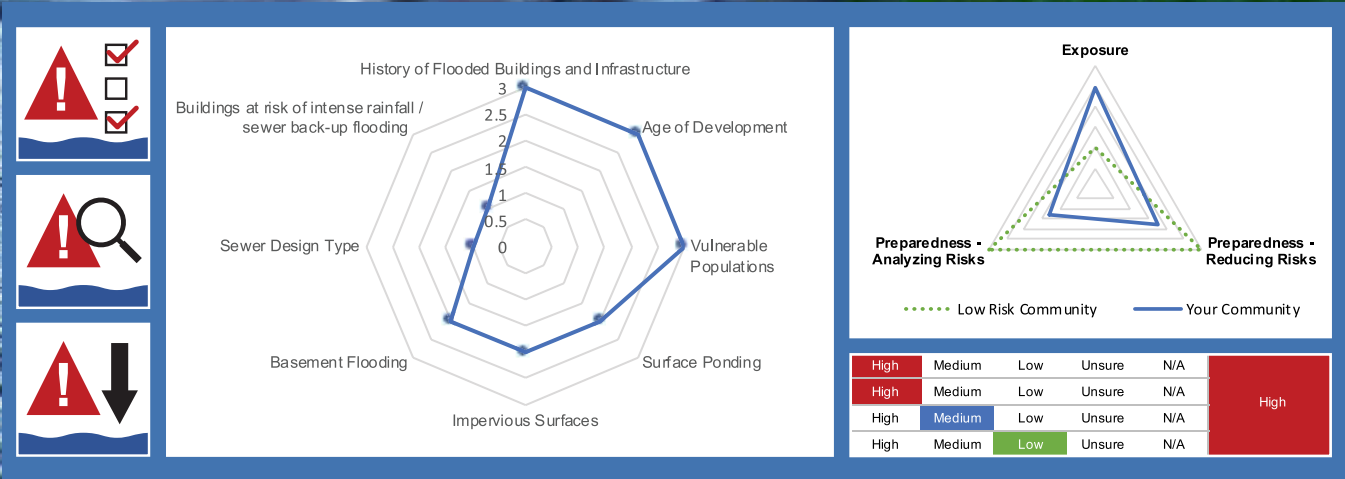 History of Flooded Buildings and Infrastructure
Buildings at risk of intense rainfall /
sewer back-up flooding
3
2.5
2
1.5
1
0.5
0
Age of Development
Sewer Design Type
Vulnerable
Populations
Basement Flooding
Surface Ponding
Impervious Surfaces
Exposure
Preparedness -
Analyzing Risks
Preparedness -
Reducing Risks
Low Risk Community
Your Community
High Medium Low Unsure N/A
High Medium Low Unsure N/A
High
High Medium Low Unsure N/A
High Medium Low Unsure N/A